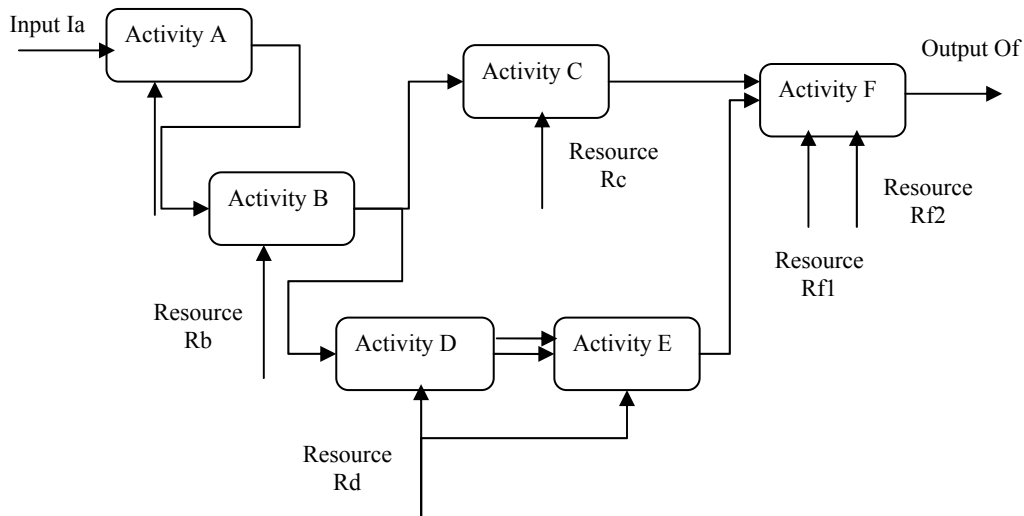 Input Ia
Activity A
Activity C
Output Of
Activity F
Resource
Rc
Activity B
Resource
Rf2
Resource
Rf1
Resource
Rb
Activity D
Activity E
Resource
Rd